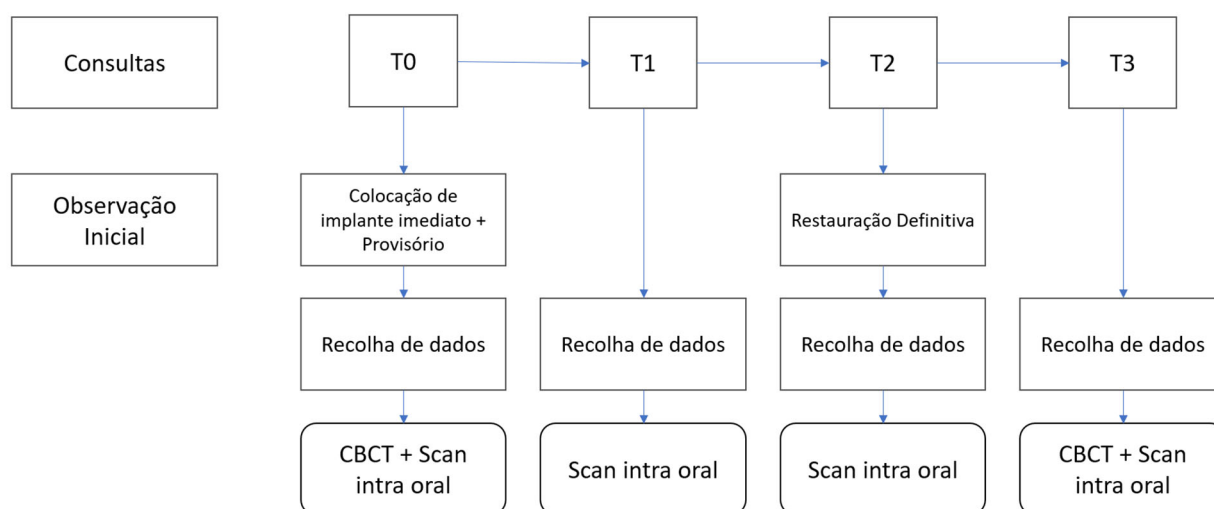 Consultas
T0
T1
T2
T3
Observação
Inicial
Colocação de
implante imediato +
Provisório
Restauração Definitiva
Recolha de dados
Recolha de dados
Recolha de dados
Recolha de dados
CBCT + Scan
intra oral
Scan intra oral
Scan intra oral
CBCT + Scan
intra oral